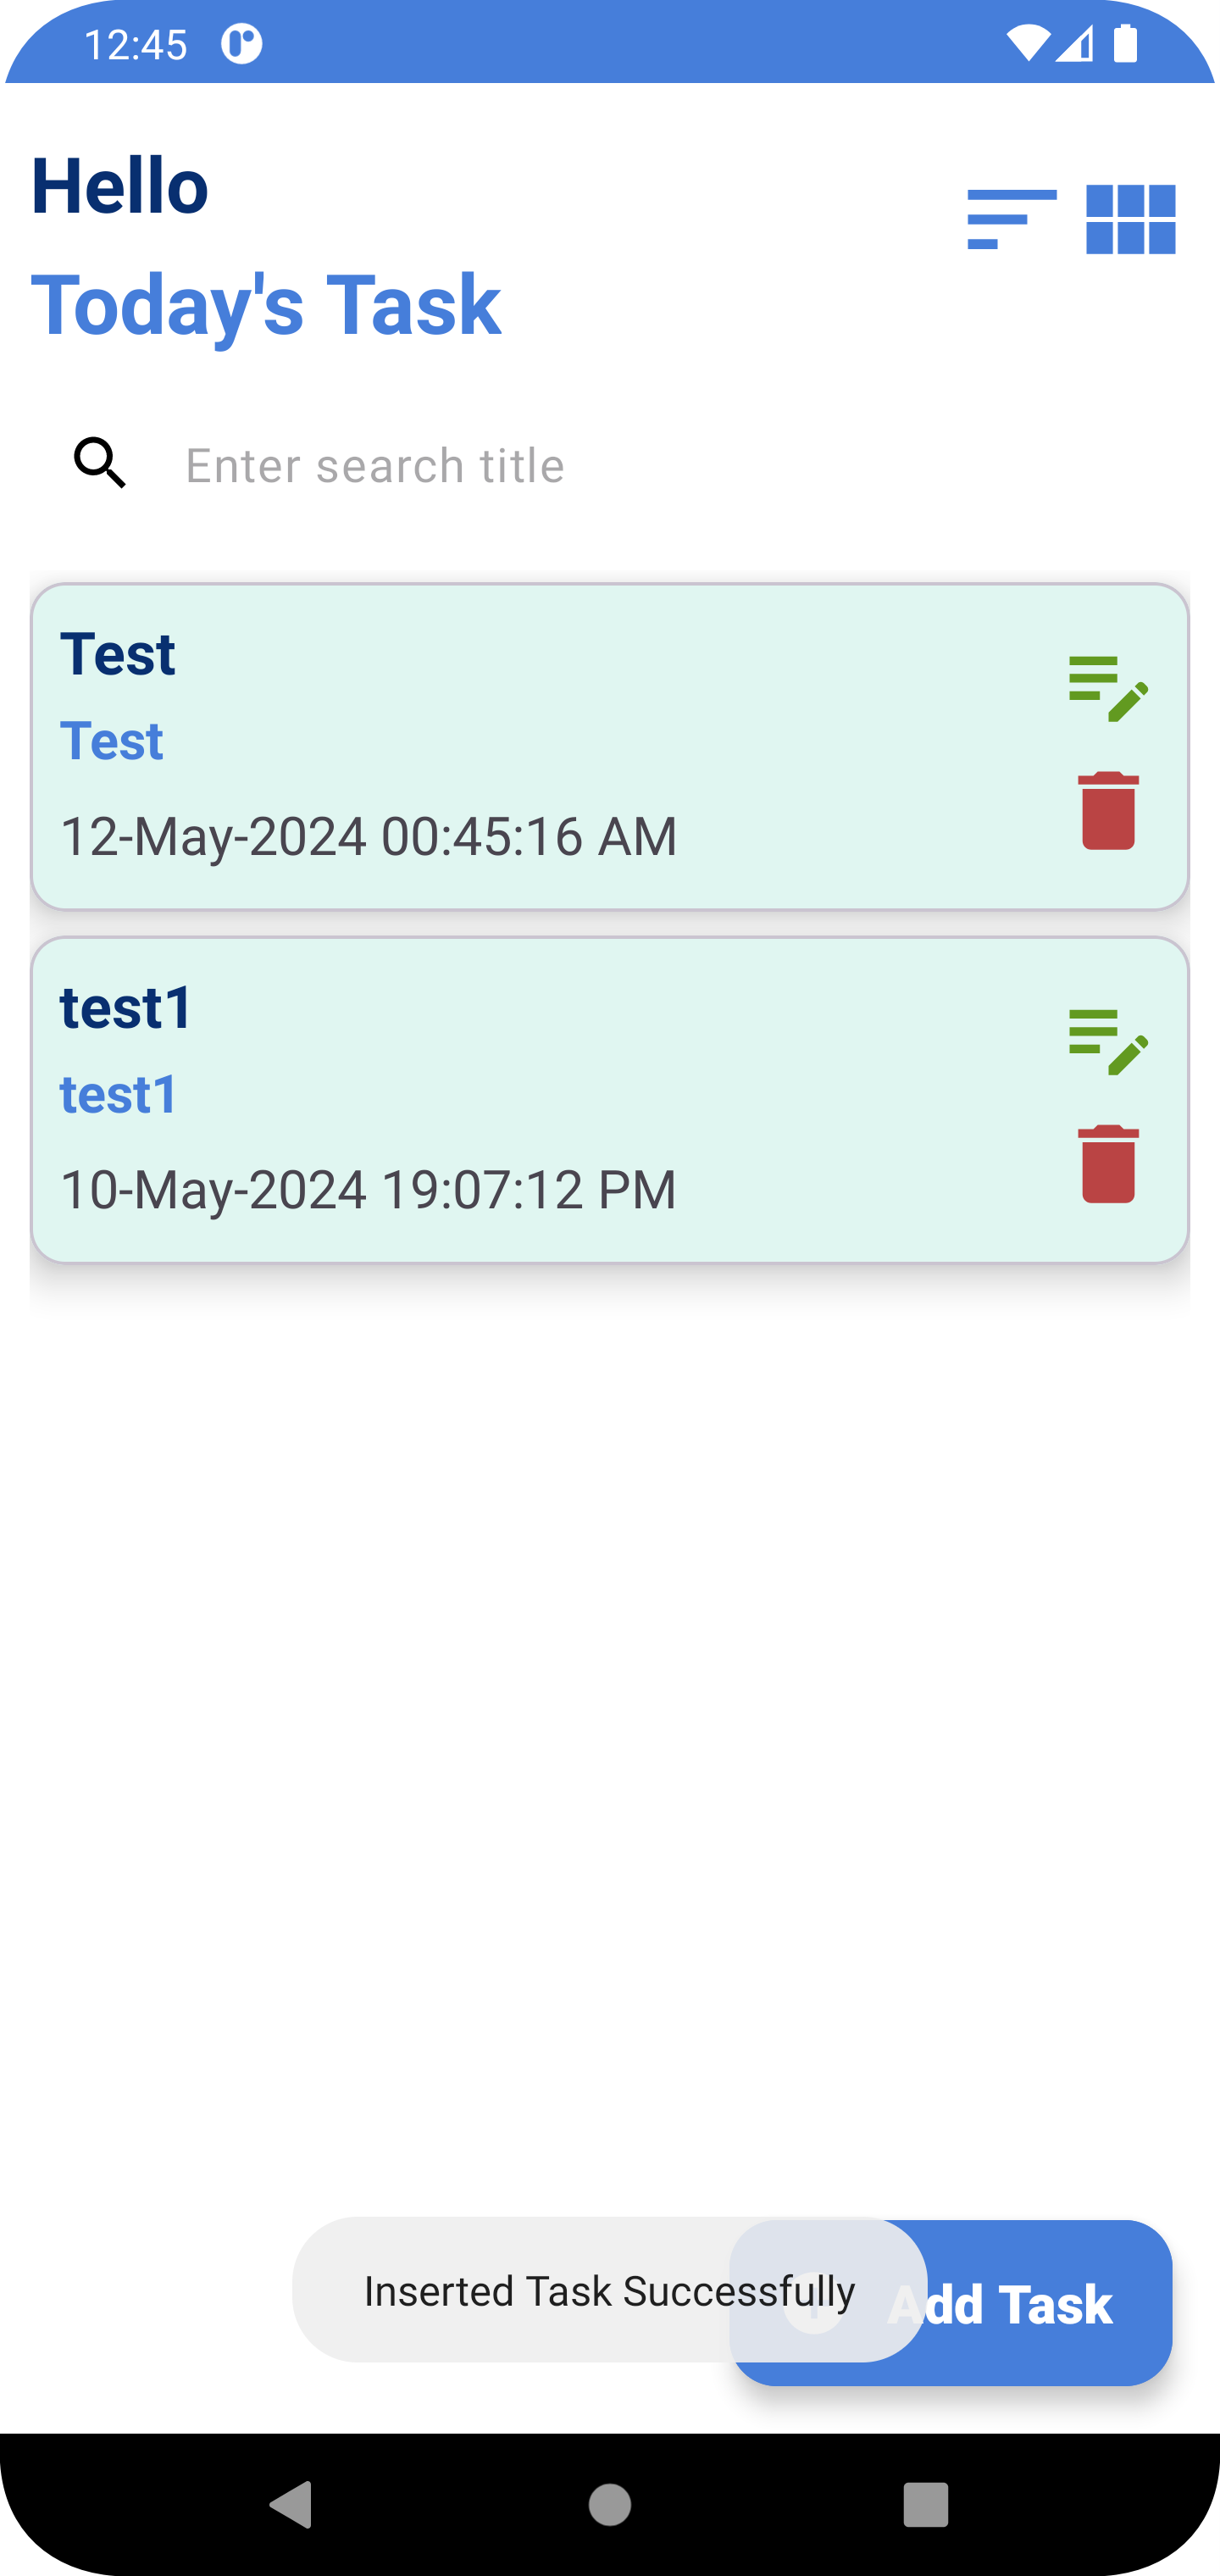 12:45
Hello
Today's Task
Enter search title
Test
Test
12-May-2024 00:45:16 AM
test1
test1
10-May-2024 19:07:12 PM
Inserted Task Successfully
Add Task